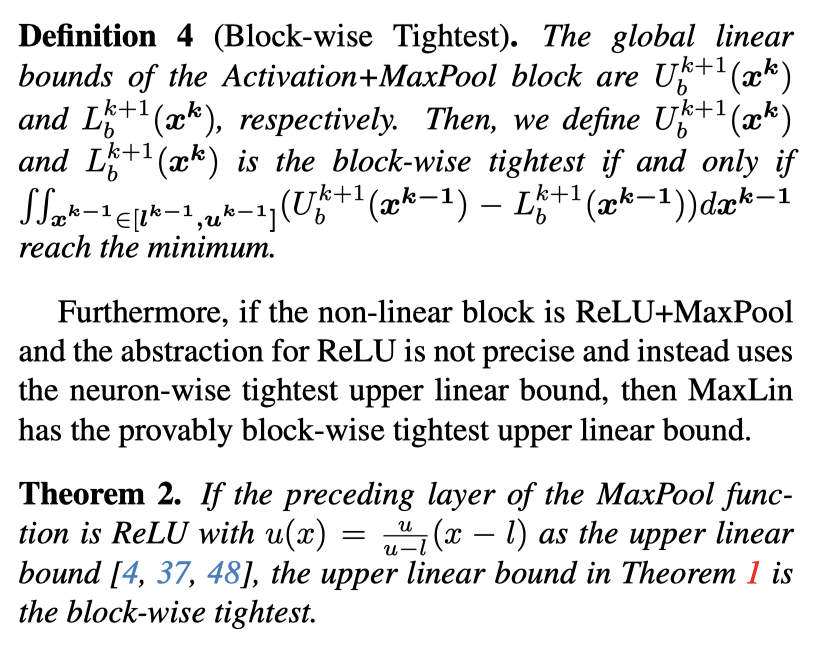 Definition 4 (Block-wise Tightest). The global linear
bounds of the Activation+MaxPool block are $U_b^{k+1}(\boldsymbol{x^k})$
and $L_b^{k+1}(\boldsymbol{x^k})$, respectively. Then, we define $U_b^{k+1}(\boldsymbol{x^k})$
and $L_b^{k+1}(\boldsymbol{x^k})$ is the block-wise tightest if and only if
$\iint_{\boldsymbol{x^{k-1}} \in [\boldsymbol{l^{k-1}}, \boldsymbol{u^{k-1}}]} (U_b^{k+1}(\boldsymbol{x^{k-1}}) - L_b^{k+1}(\boldsymbol{x^{k-1}})) d\boldsymbol{x^{k-1}}$
reach the minimum.
Furthermore, if the non-linear block is ReLU+MaxPool
and the abstraction for ReLU is not precise and instead uses
the neuron-wise tightest upper linear bound, then MaxLin
has the provably block-wise tightest upper linear bound.
Theorem 2. If the preceding layer of the MaxPool func-
tion is ReLU with $u(x) = \frac{u}{u-l}(x - l)$ as the upper linear
bound [4, 37, 48], the upper linear bound in Theorem 1 is
the block-wise tightest.